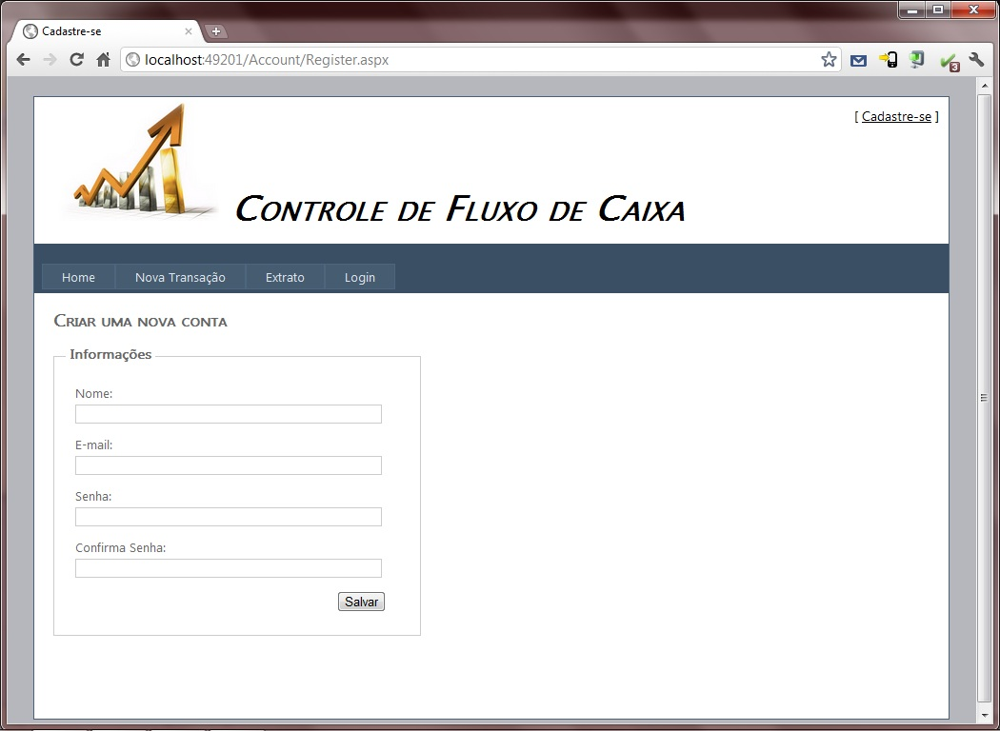 Cadastre-se
localhost:49201/Account/Register.aspx
3
[ Cadastre-se ]
Controle de Fluxo de Caixa
Home Nova Transação Extrato Login
Criar uma nova conta
Informações
Nome:
E-mail:
Senha:
Confirma Senha:
Salvar